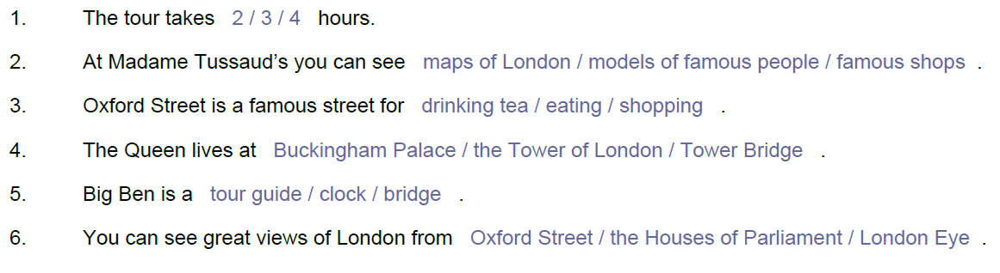 1. The tour takes 2 / 3 / 4 hours.
2. At Madame Tussaud’s you can see maps of London / models of famous people / famous shops .
3. Oxford Street is a famous street for drinking tea / eating / shopping .
4. The Queen lives at Buckingham Palace / the Tower of London / Tower Bridge .
5. Big Ben is a tour guide / clock / bridge .
6. You can see great views of London from Oxford Street / the Houses of Parliament / London Eye .